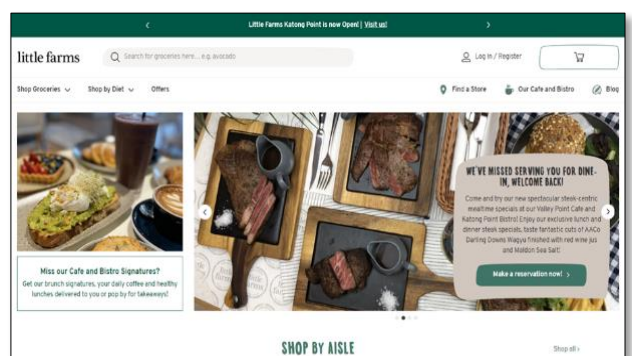 Little Farms Katong Point is now Open! | Visit us!
little farms
Search for groceries here... e.g. avocado
Log in / Register
Shop Groceries
Shop by Diet
Offers
Find a Store
Our Cafe and Bistro
Blog
WE'VE MISSED SERVING YOU FOR DINE-
IN, WELCOME BACK!
Come and try our new spectacular steak-centric
mealtime specials at our Valley Point Cafe and
Katong Point Bistro! Enjoy our exclusive lunch and
dinner steak specials, taste fantastic cuts of AACo
Darling Downs Wagyu finished with red wine jus
and Maldon Sea Salt!
Make a reservation now!
Miss our Cafe and Bistro Signatures?
Get our brunch signatures, your daily coffee and healthy
lunches delivered to you or pop by for takeaways!
SHOP BY AISLE
Shop all